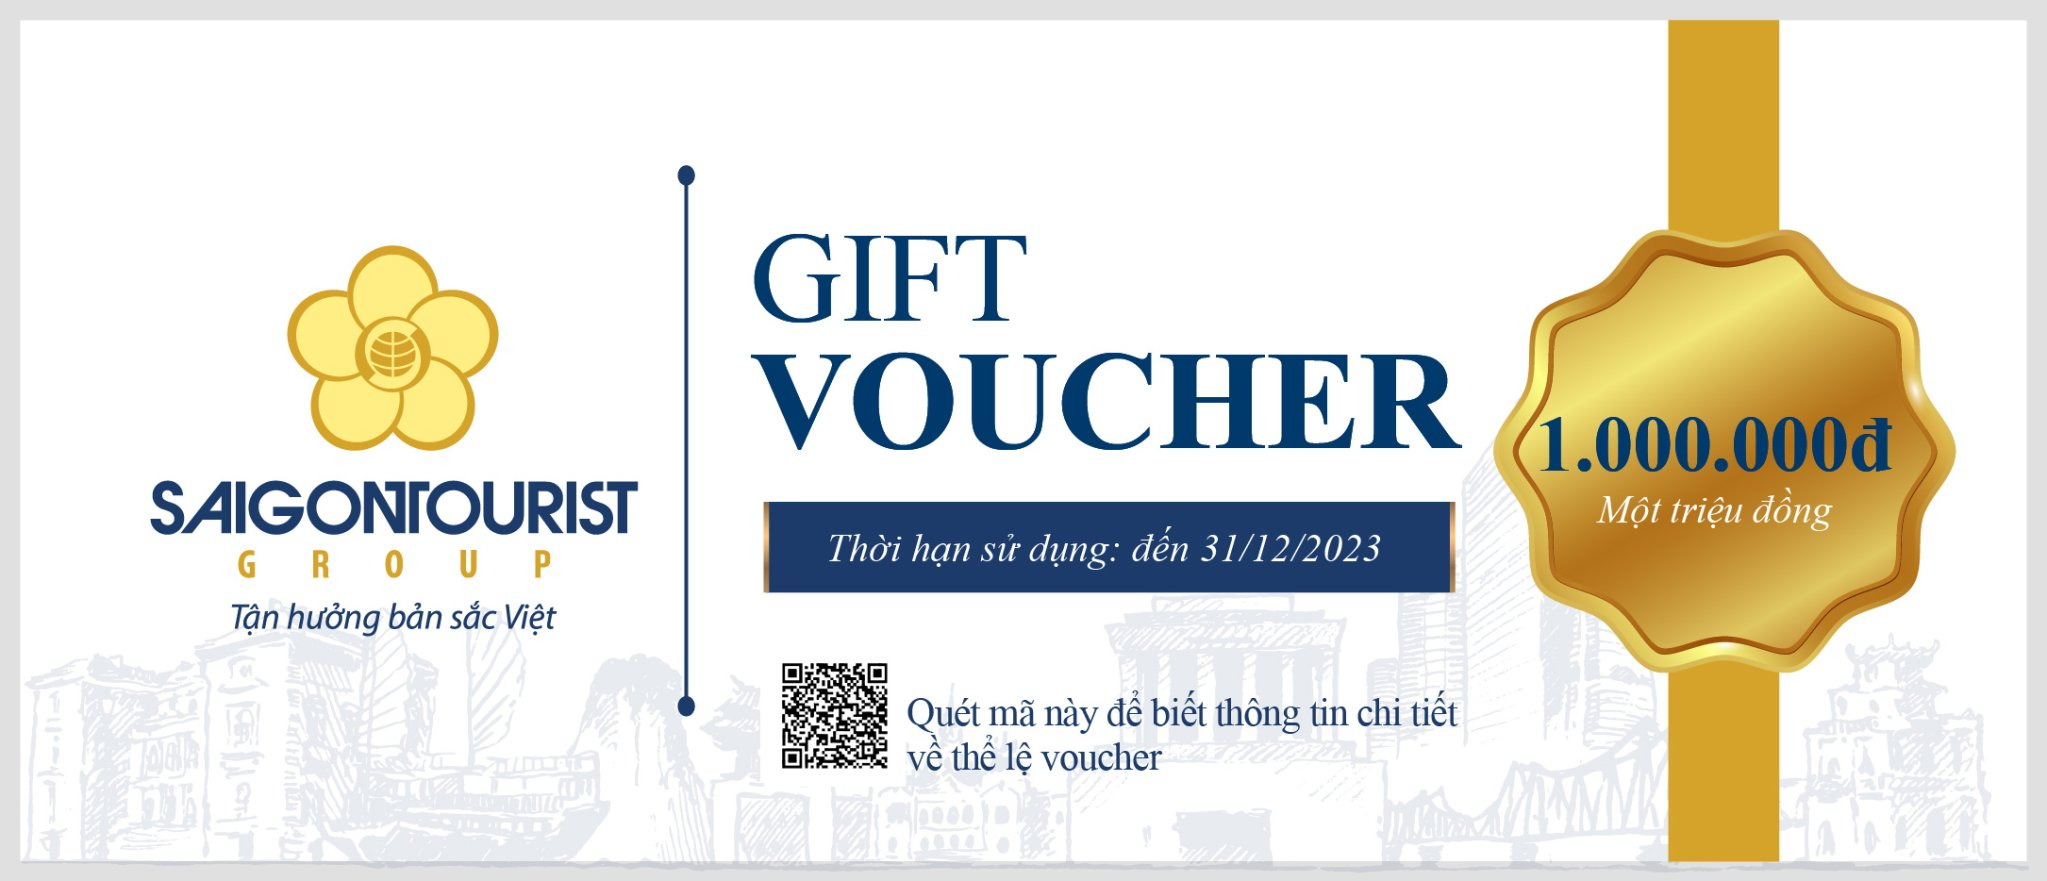 SAIGONTOURIST
GROUP
Tận hưởng bản sắc Việt
GIFT
VOUCHER
Thời hạn sử dụng: đến 31/12/2023
Quét mã này để biết thông tin chi tiết
về thể lệ voucher
1.000.000đ
Một triệu đồng